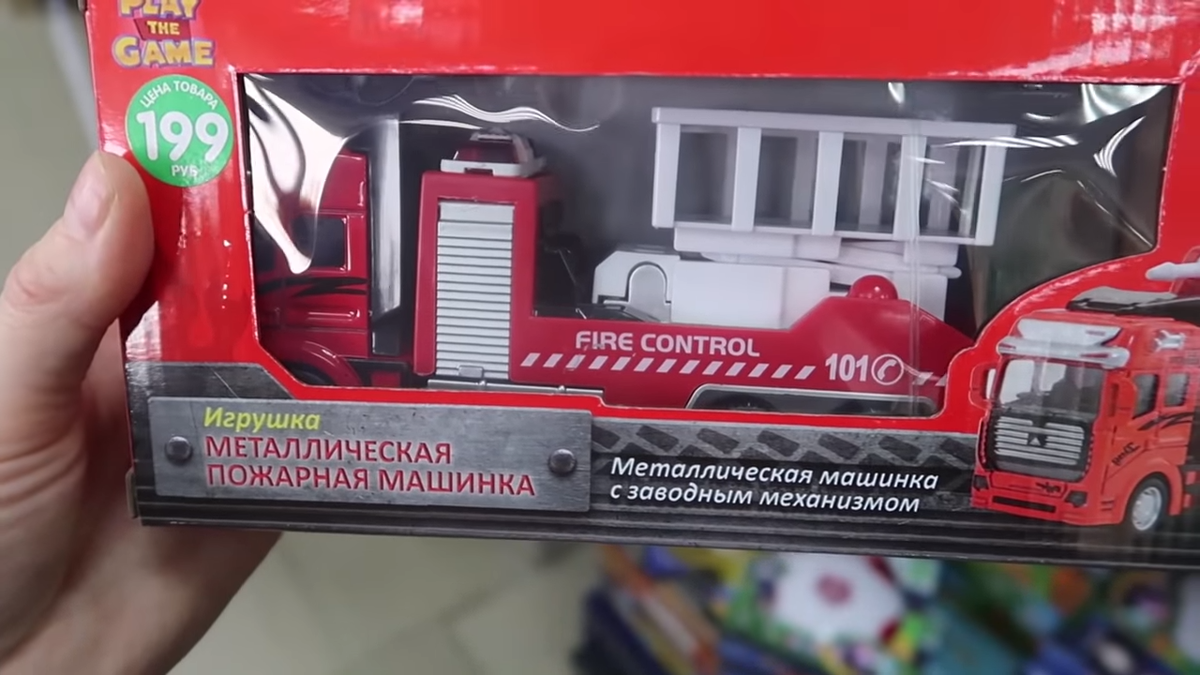 PLAY
THE
GAME
ЦЕНА ТОВАРА
199
РУБ
FIRE CONTROL
101
Игрушка
МЕТАЛЛИЧЕСКАЯ
ПОЖАРНАЯ МАШИНКА
Металлическая машинка
с заводным механизмом